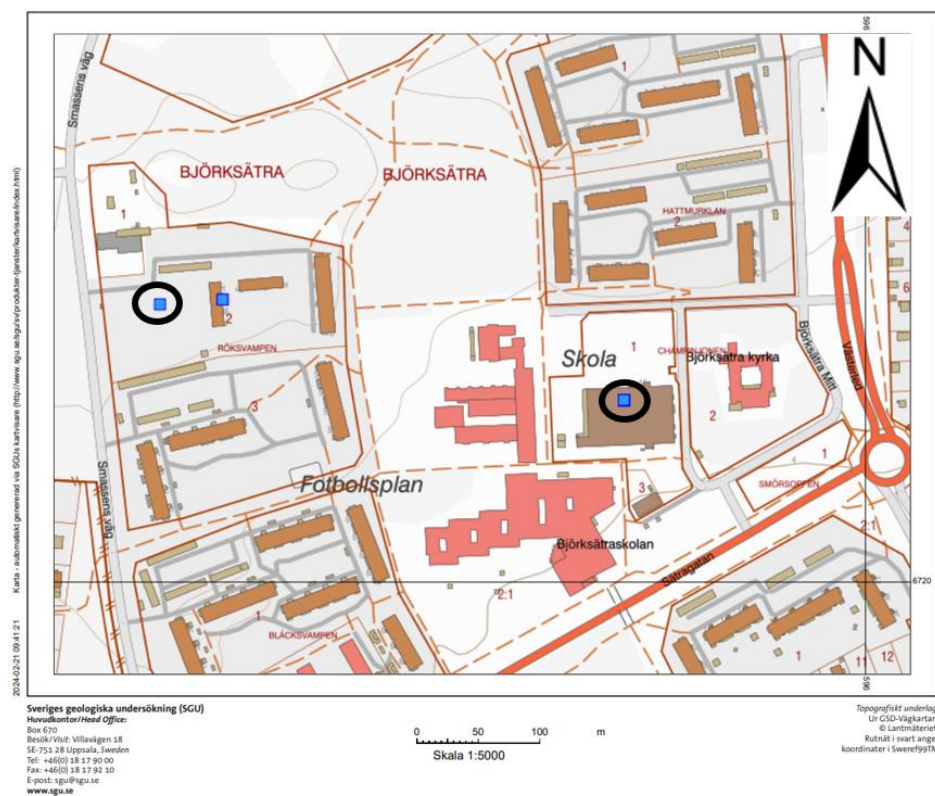 596
N
Smassens väg
BJÖRKSÄTRA
BJÖRKSÄTRA
1
1
HATTMURKLAN
2
4
6
2
RÖKSVAMPEN
3
Skola
1
CHAMPINJONEN
Björksätra kyrka
2
Björksätra Mitt
Västerled
Fotbollsplan
Smassens väg
3
4
1
SMÖRSOPPEN
Björksätraskolan
2:1
Sätragatan
6720
2:1
1
BLÄCKSVAMPEN
1
11
12
596
Karta - automatiskt genererad via SGUs kartvisare (http://www.sgu.se/sgu/sv/produkter-tjanster/kartvisare/index.html)
2024-02-21 09:41:21
Sveriges geologiska undersökning (SGU)
Huvudkontor/Head Office:
Box 670
Besök/Visit: Villavägen 18
SE-751 28 Uppsala, Sweden
Tel: +46(0) 18 17 90 00
Fax: +46(0) 18 17 92 10
E-post: sgu@sgu.se
www.sgu.se
0 50 100 m
Skala 1:5000
Topografiskt underlag
Ur GSD-Vägkartan
© Lantmäteriet
Rutnät i svart anger
koordinater i Sweref99TM